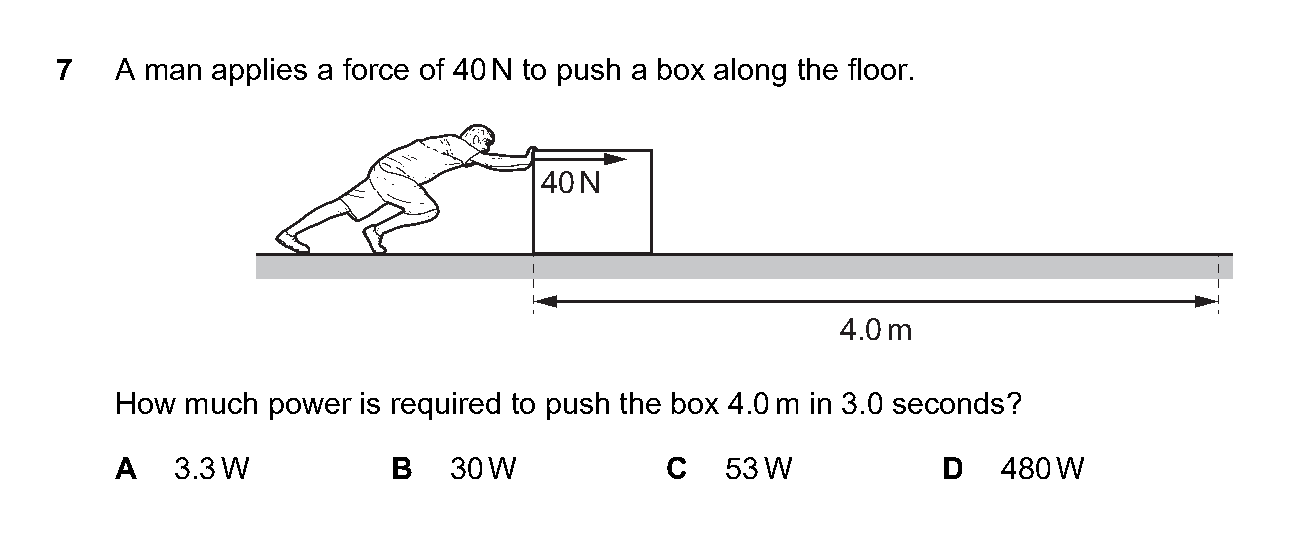 7 A man applies a force of 40 N to push a box along the floor.
40 N
4.0 m
How much power is required to push the box 4.0 m in 3.0 seconds?
A 3.3 W B 30 W C 53 W D 480 W